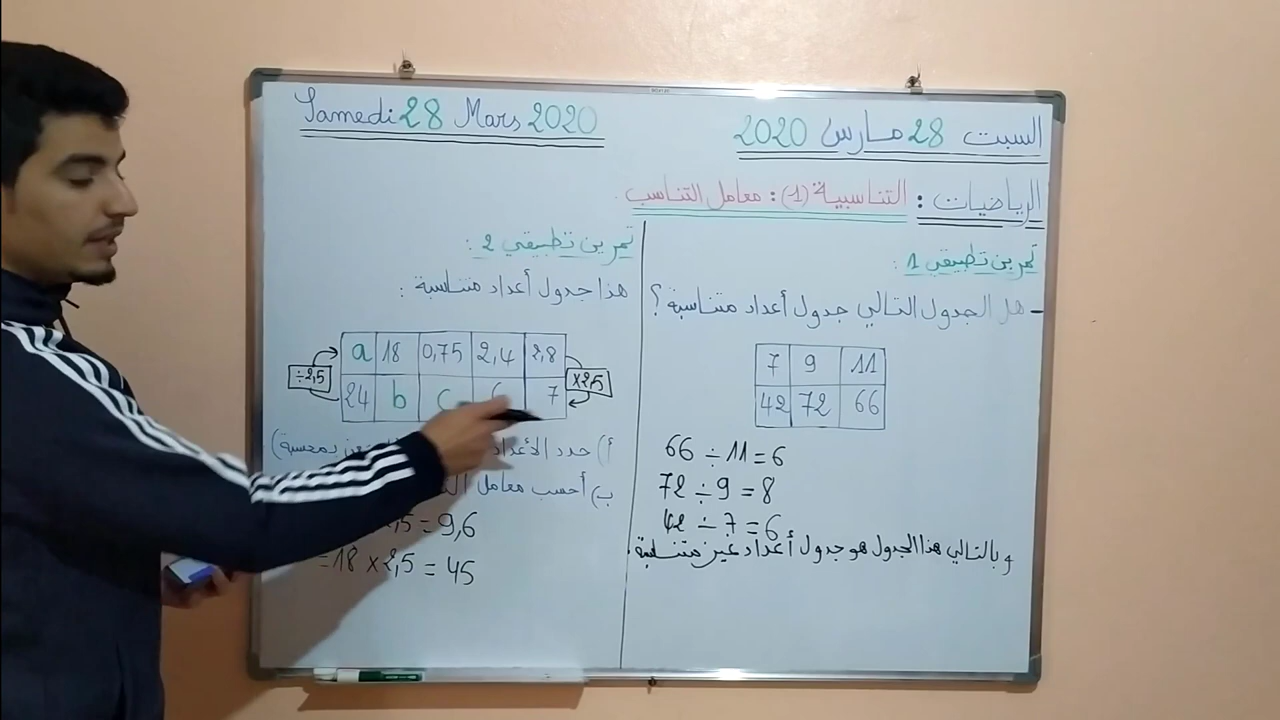 السبت 28 مارس 2020
Samedi 28 Mars 2020
الرياضيات : التناسبية (1) : معامل التناسب .
تمرين تطبيقي 1 :
- هل الجدول التالي جدول أعداد متناسبة ؟
7 9 11
42 72 66
66 ÷ 11 = 6
72 ÷ 9 = 8
42 ÷ 7 = 6
وبالتالي هذا الجدول هو جدول أعداد غير متناسبة .
تمرين تطبيقي 2 :
هذا جدول أعداد متناسبة :
a 18 0,75 2,4 2,8
24 b c 7
÷2,5
×2,5
أ) حدد الأعداد
ب) أحسب معامل
= 9,6
= 18 × 2,5 = 45